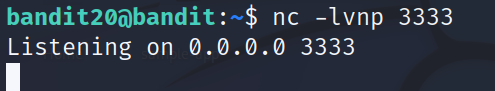 bandit20@bandit:~$ nc -lvnp 3333
Listening on 0.0.0.0 3333